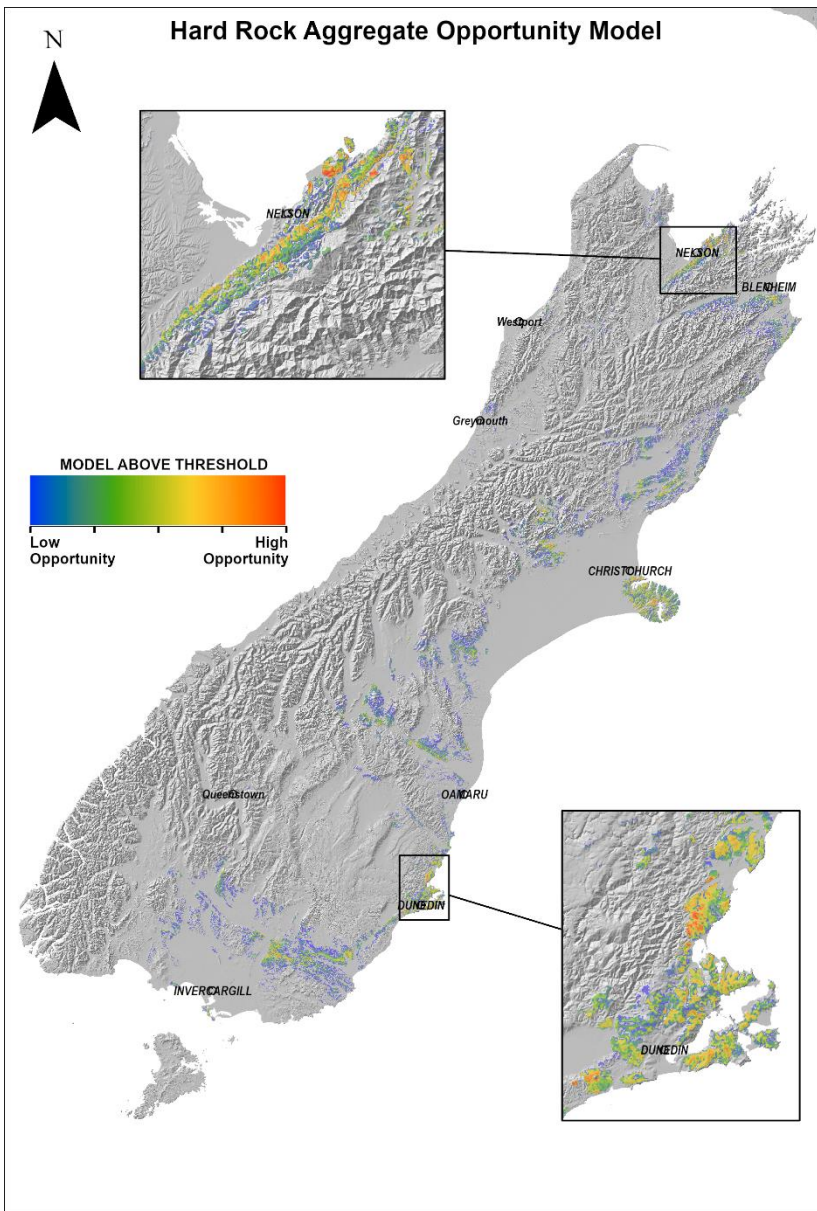 Hard Rock Aggregate Opportunity Model
N
NELSON
NELSON
BLENHEIM
Westport
Greymouth
MODEL ABOVE THRESHOLD
Low
Opportunity
High
Opportunity
CHRISTCHURCH
Queenstown
OAMARU
DUNEDIN
INVERCARGILL
DUNEDIN